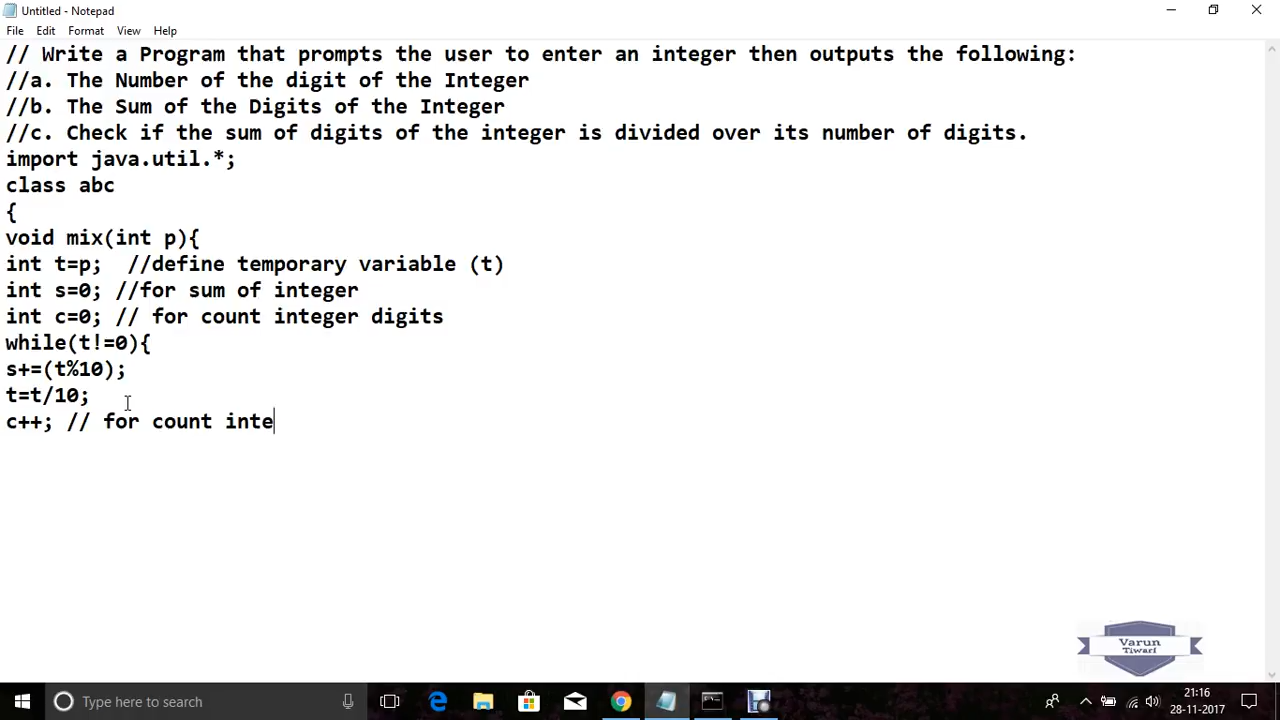 Untitled - Notepad
File Edit Format View Help
// Write a Program that prompts the user to enter an integer then outputs the following:
//a. The Number of the digit of the Integer
//b. The Sum of the Digits of the Integer
//c. Check if the sum of digits of the integer is divided over its number of digits.
import java.util.*;
class abc
{
void mix(int p){
int t=p;  //define temporary variable (t)
int s=0; //for sum of integer
int c=0; // for count integer digits
while(t!=0){
s+=(t%10);
t=t/10;
c++; // for count inte
Varun
Tiwari
Type here to search
21:16
28-11-2017